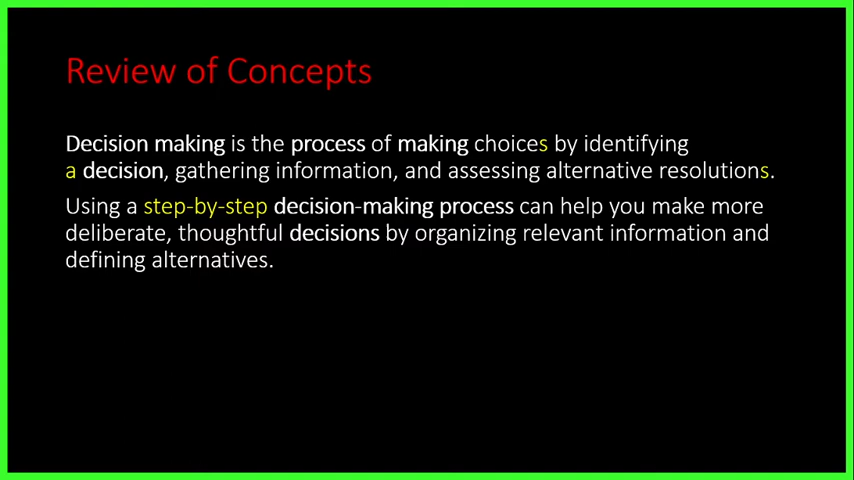 Review of Concepts
Decision making is the process of making choices by identifying
a decision, gathering information, and assessing alternative resolutions.
Using a step-by-step decision-making process can help you make more
deliberate, thoughtful decisions by organizing relevant information and
defining alternatives.